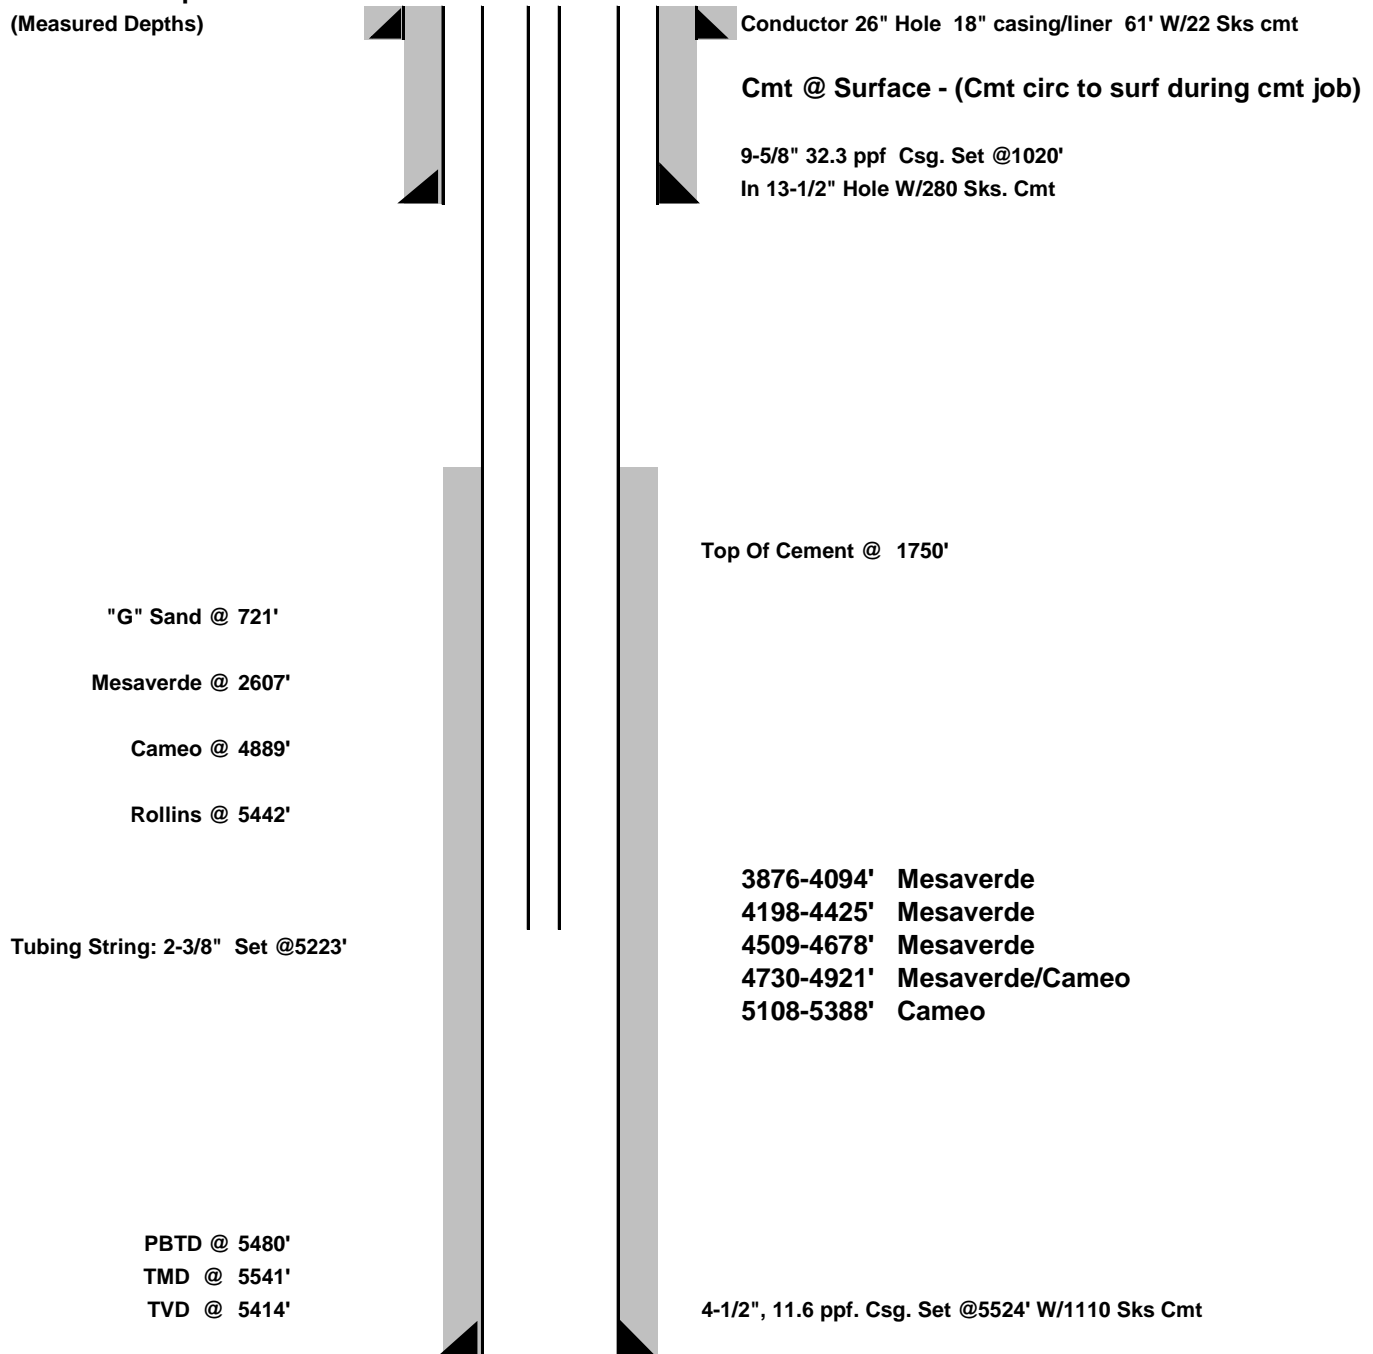 (Measured Depths)
Conductor 26" Hole 18" casing/liner 61' W/22 Sks cmt
Cmt @ Surface - (Cmt circ to surf during cmt job)
9-5/8" 32.3 ppf Csg. Set @1020'
In 13-1/2" Hole W/280 Sks. Cmt
Top Of Cement @ 1750'
"G" Sand @ 721'
Mesaverde @ 2607'
Cameo @ 4889'
Rollins @ 5442'
3876-4094' Mesaverde
4198-4425' Mesaverde
4509-4678' Mesaverde
4730-4921' Mesaverde/Cameo
5108-5388' Cameo
Tubing String: 2-3/8" Set @5223'
PBTD @ 5480'
TMD @ 5541'
TVD @ 5414'
4-1/2", 11.6 ppf. Csg. Set @5524' W/1110 Sks Cmt